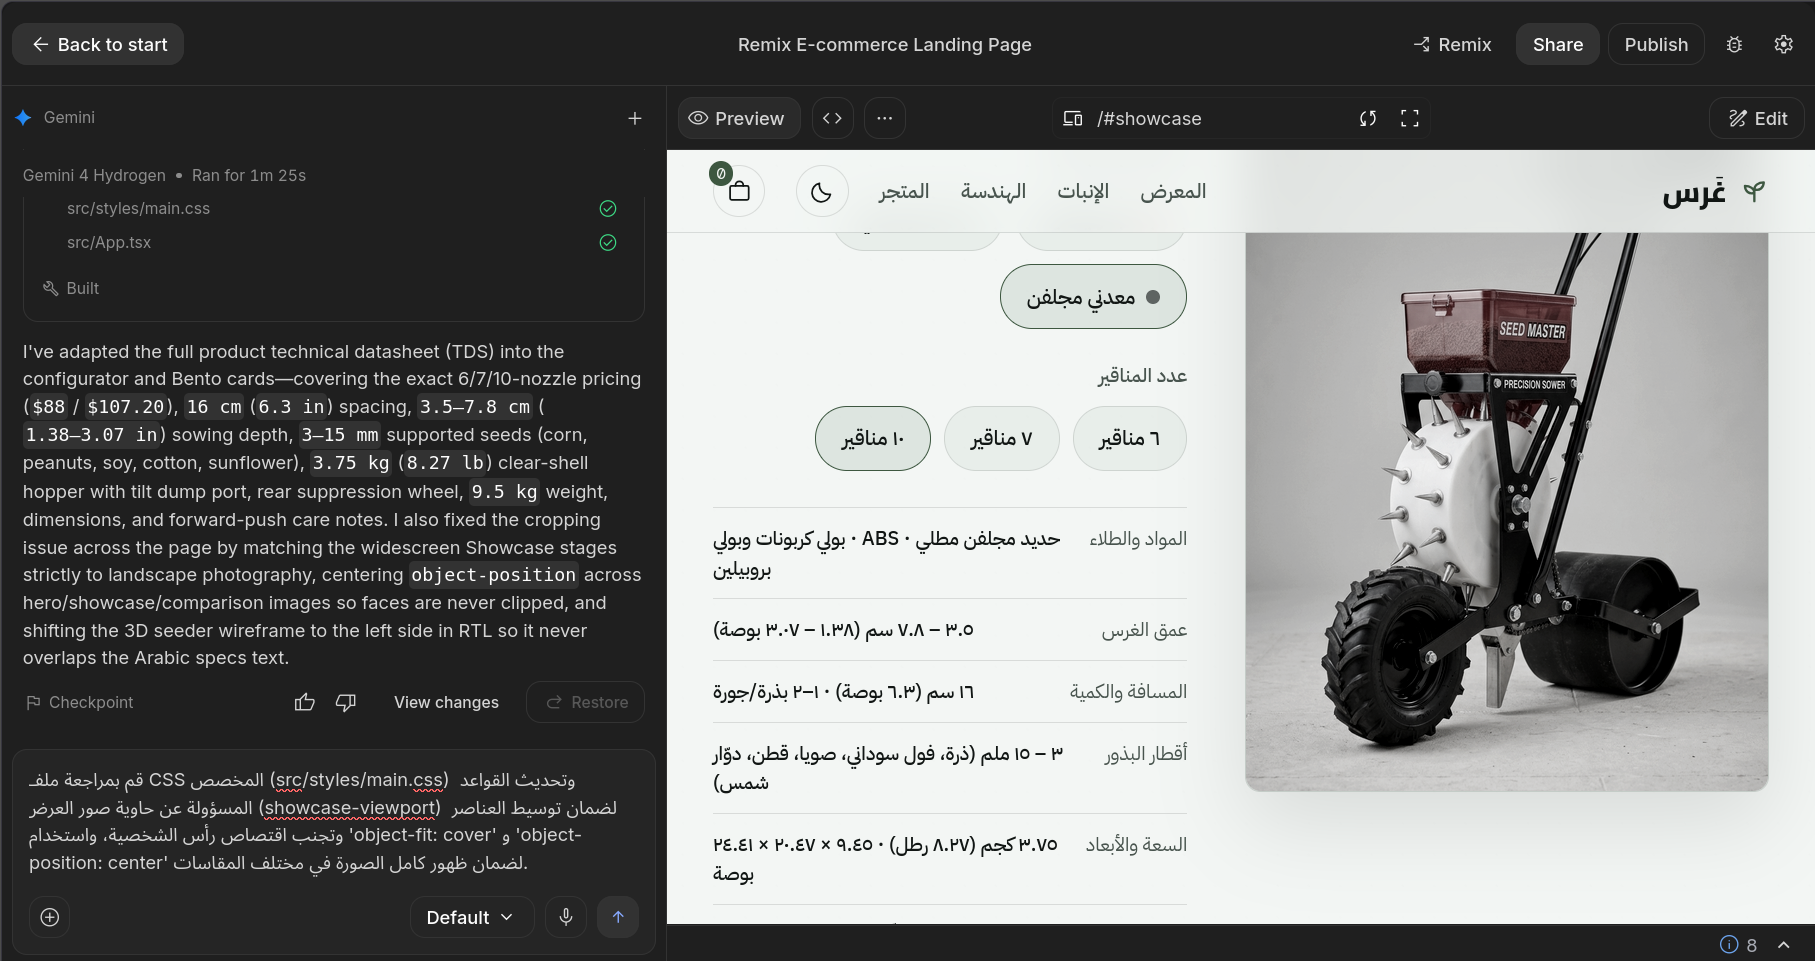 Back to start
Remix E-commerce Landing Page
Remix
Share
Publish
Gemini
Preview
/#showcase
Edit
Gemini 4 Hydrogen • Ran for 1m 25s
src/styles/main.css
src/App.tsx
Built
I've adapted the full product technical datasheet (TDS) into the
configurator and Bento cards—covering the exact 6/7/10-nozzle pricing
($88 / $107.20), 16 cm (6.3 in) spacing, 3.5–7.8 cm (
1.38–3.07 in) sowing depth, 3–15 mm supported seeds (corn,
peanuts, soy, cotton, sunflower), 3.75 kg (8.27 lb) clear-shell
hopper with tilt dump port, rear suppression wheel, 9.5 kg weight,
dimensions, and forward-push care notes. I also fixed the cropping
issue across the page by matching the widescreen Showcase stages
strictly to landscape photography, centering object-position across
hero/showcase/comparison images so faces are never clipped, and
shifting the 3D seeder wireframe to the left side in RTL so it never
overlaps the Arabic specs text.
Checkpoint
View changes
Restore
قم بمراجعة ملف CSS المخصص (src/styles/main.css) وتحديث القواعد
المسؤولة عن حاوية صور العرض (showcase-viewport) لضمان توسيط العناصر
وتجنب اقتصاص رأس الشخصية، واستخدام 'object-fit: cover' و 'object-
position: center' لضمان ظهور كامل الصورة في مختلف المقاسات.
Default
غَرس
المعرض
الإنبات
الهندسة
المتجر
0
معدني مجلفن
عدد المناقير
٦ مناقير
٧ مناقير
١٠ مناقير
المواد والطلاء
حديد مجلفن مطلي · ABS · بولي كربونات وبولي
بروبيلين
عمق الغرس
٣.٥ – ٧.٨ سم (١.٣٨ – ٣.٠٧ بوصة)
المسافة والكمية
١٦ سم (٦.٣ بوصة) · ١–٢ بذرة/جورة
أقطار البذور
٣ – ١٥ ملم (ذرة، فول سوداني، صويا، قطن، دوّار
شمس)
السعة والأبعاد
٣.٧٥ كجم (٨.٢٧ رطل) · ٩.٤٥ × ٢٠.٤٧ × ٢٤.٤١
بوصة
SEED MASTER
PRECISION SOWER
8